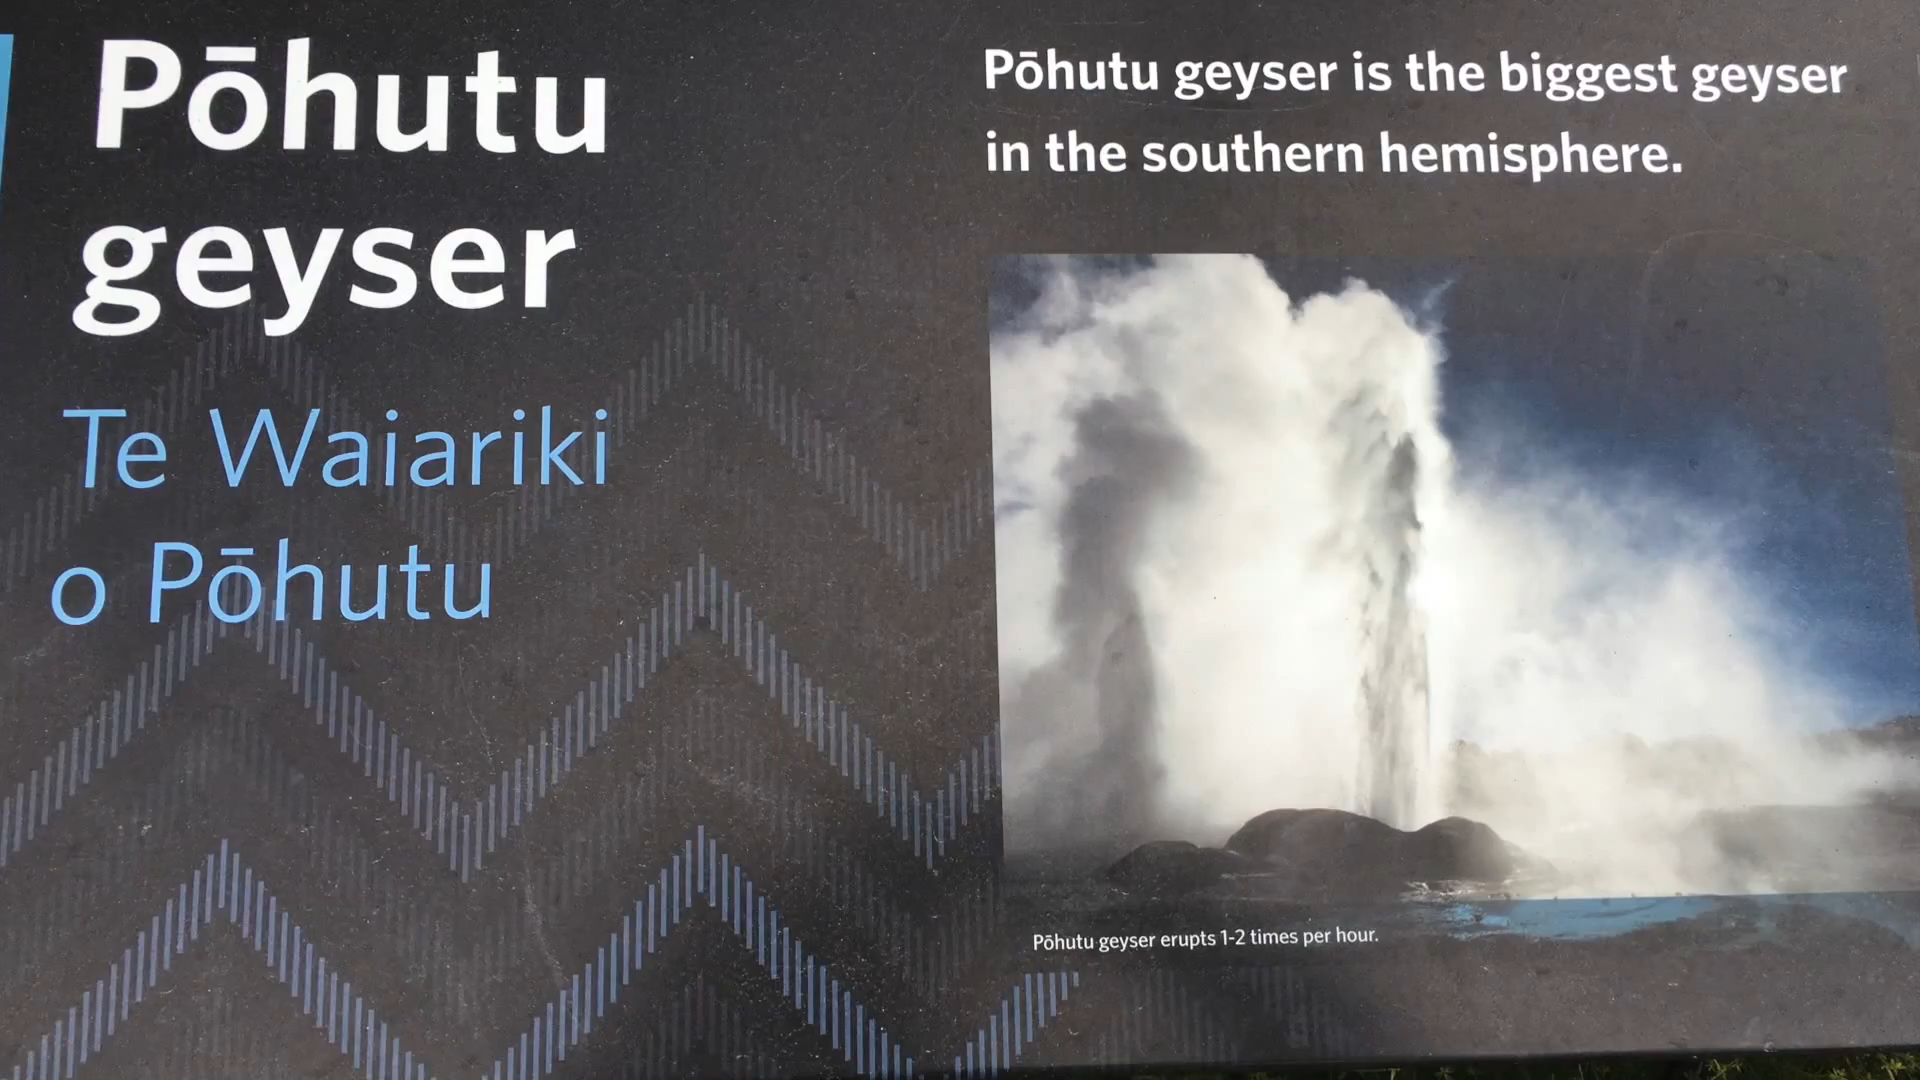 Pōhutu
geyser
Te Waiariki
o Pōhutu
Pōhutu geyser is the biggest geyser
in the southern hemisphere.
Pōhutu geyser erupts 1-2 times per hour.